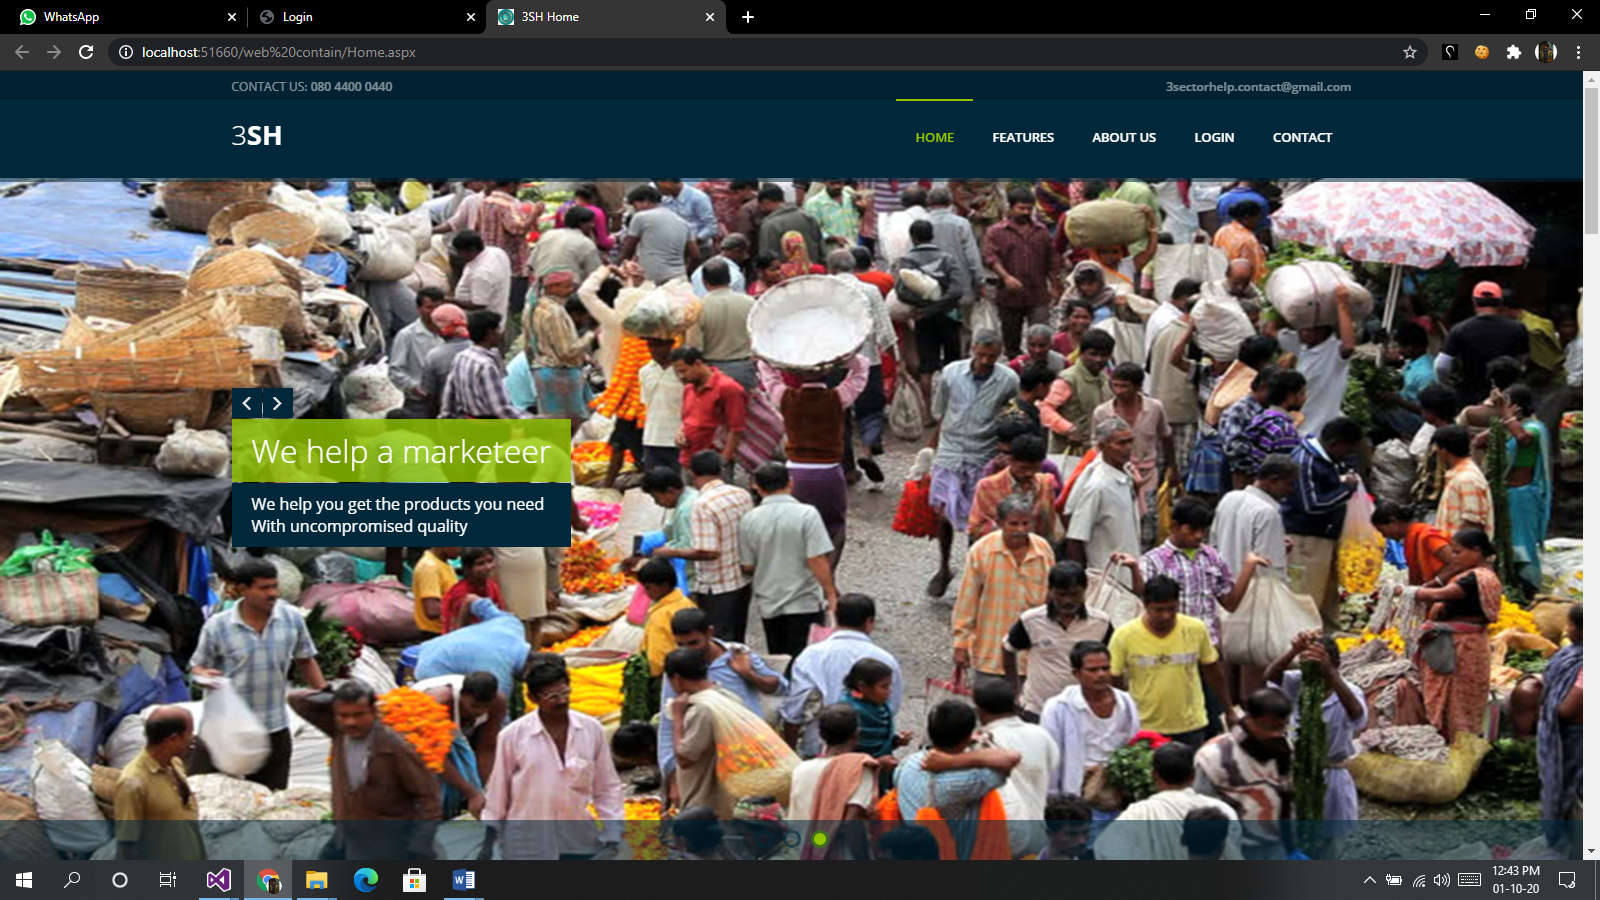 WhatsApp
Login
3SH Home
localhost:51660/web%20contain/Home.aspx
CONTACT US: 080 4400 0440
3sectorhelp.contact@gmail.com
3SH
HOME
FEATURES
ABOUT US
LOGIN
CONTACT
We help a marketeer
We help you get the products you need
With uncompromised quality
12:43 PM
01-10-20